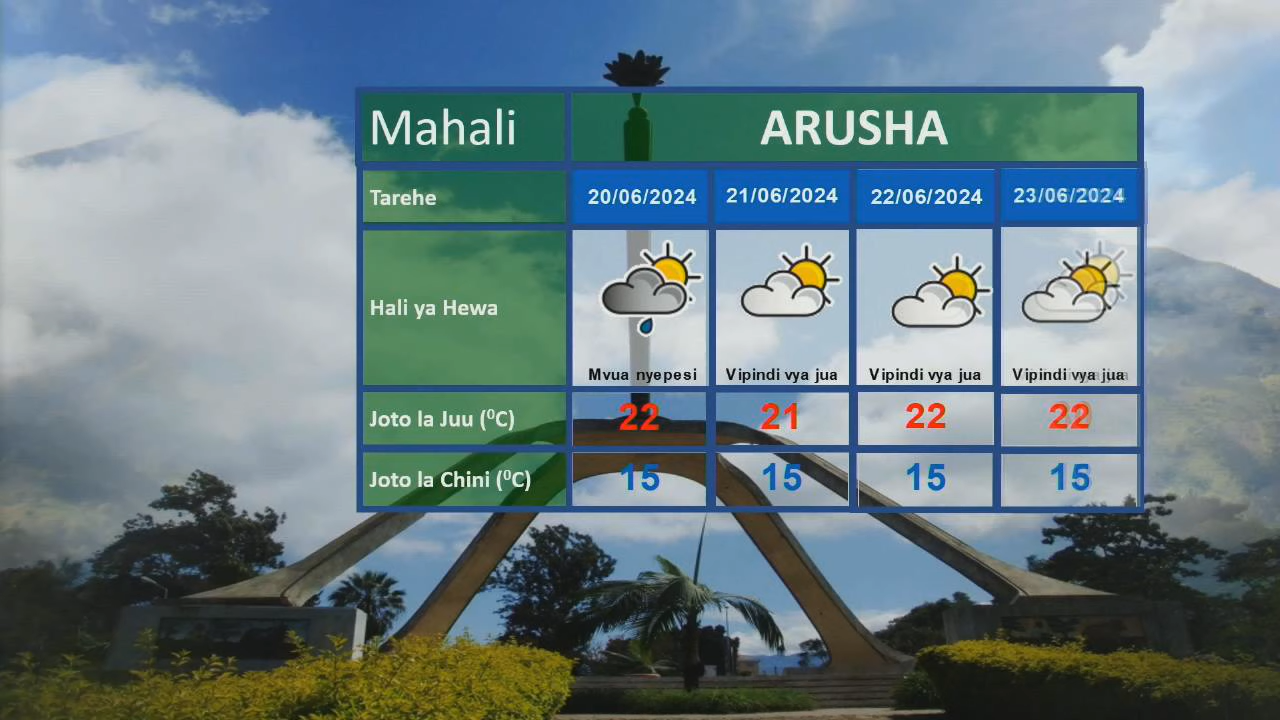 Mahali ARUSHA
Tarehe 20/06/2024 21/06/2024 22/06/2024 23/06/2024
Hali ya Hewa Mvua nyepesi Vipindi vya jua Vipindi vya jua Vipindi vya jua
Joto la Juu (⁰C) 22 21 22 22
Joto la Chini (⁰C) 15 15 15 15